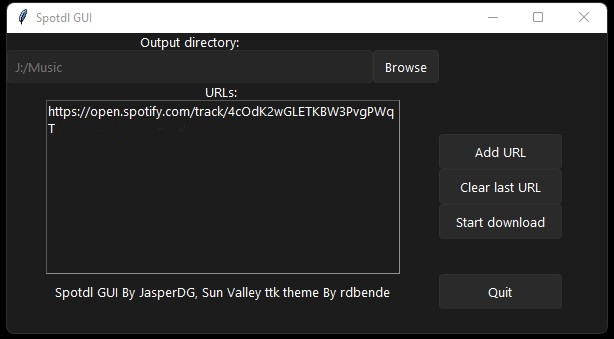 Spotdl GUI
Output directory:
J:/Music
Browse
URLs:
https://open.spotify.com/track/4cOdK2wGLETKBW3PvgPWq
T
Add URL
Clear last URL
Start download
Spotdl GUI By JasperDG, Sun Valley ttk theme By rdbende
Quit